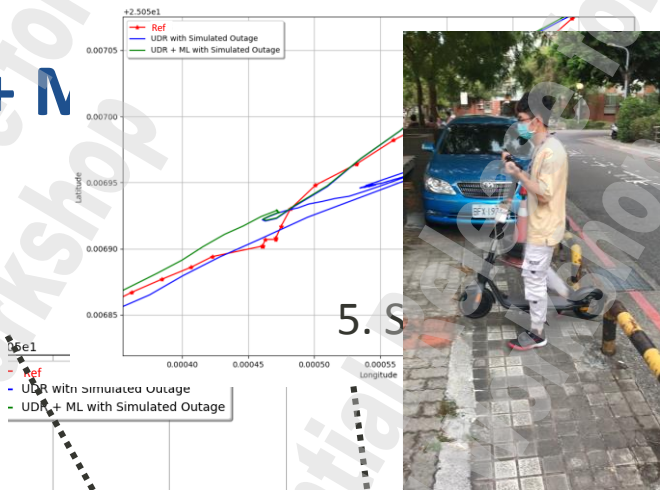 +2.505e1
Ref
UDR with Simulated Outage
UDR + ML with Simulated Outage
0.00705
0.00700
0.00695
0.00690
0.00685
Latitude
0.00040
0.00045
0.00050
0.00055
Longitude
+ M
5. S
05e1
Ref
UDR with Simulated Outage
UDR + ML with Simulated Outage